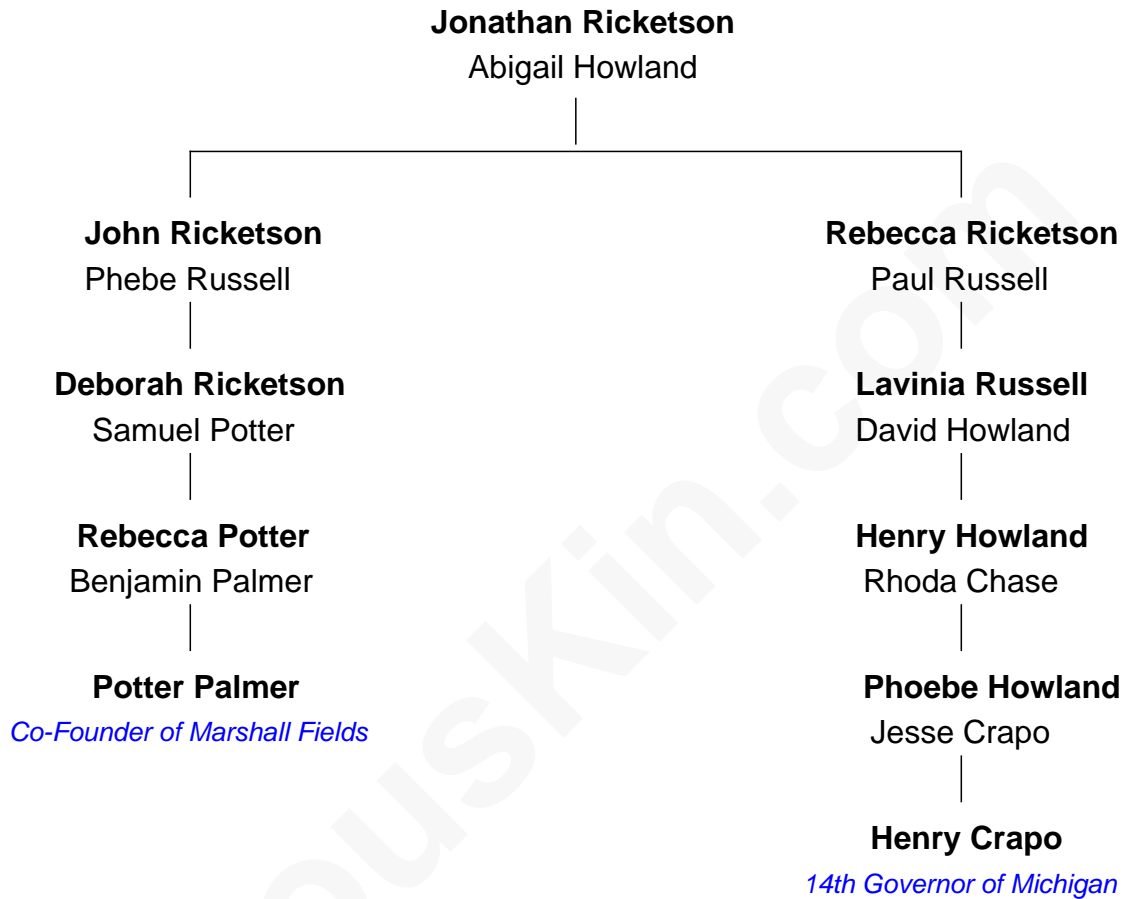 Jonathan Ricketson
Abigail Howland
John Ricketson
Phebe Russell
Rebecca Ricketson
Paul Russell
Deborah Ricketson
Samuel Potter
Lavinia Russell
David Howland
Rebecca Potter
Benjamin Palmer
Henry Howland
Rhoda Chase
Potter Palmer
Co-Founder of Marshall Fields
Phoebe Howland
Jesse Crapo
Henry Crapo
14th Governor of Michigan
ousKin.com